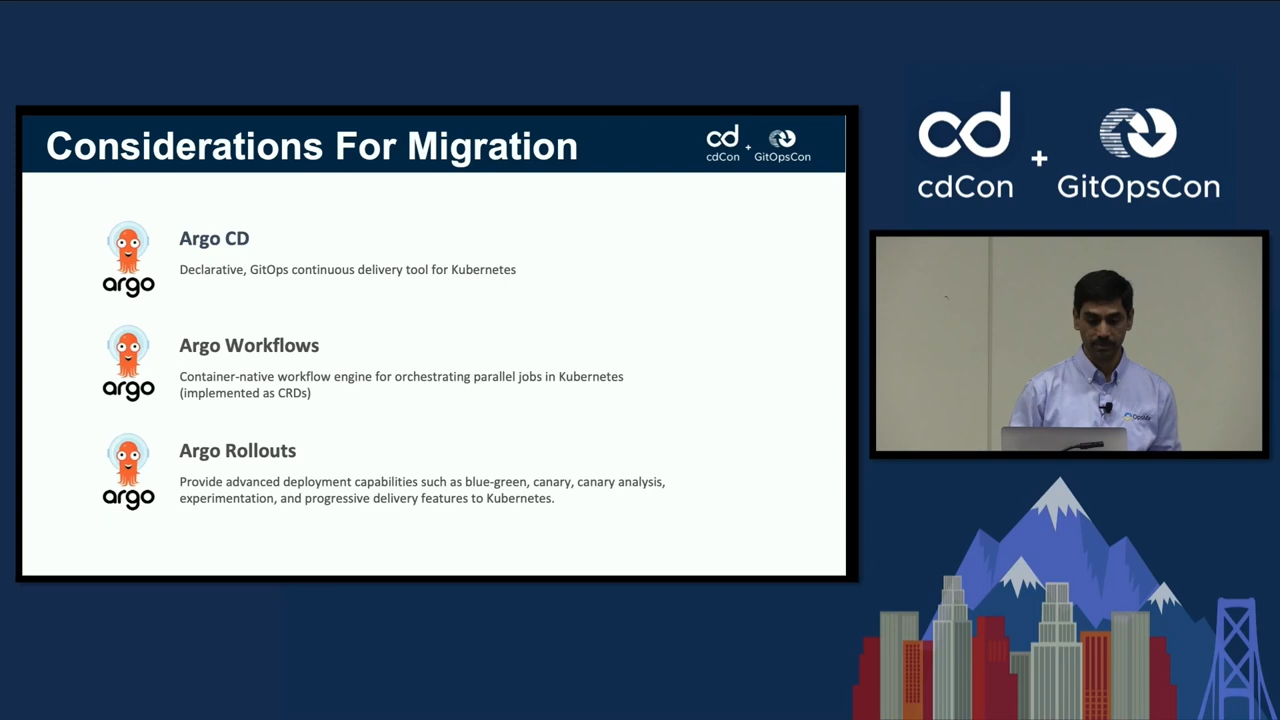 Considerations For Migration
cd
cdCon
+
GitOpsCon
argo
Argo CD
Declarative, GitOps continuous delivery tool for Kubernetes
argo
Argo Workflows
Container-native workflow engine for orchestrating parallel jobs in Kubernetes
(implemented as CRDs)
argo
Argo Rollouts
Provide advanced deployment capabilities such as blue-green, canary, canary analysis,
experimentation, and progressive delivery features to Kubernetes.
cd
cdCon
+
GitOpsCon